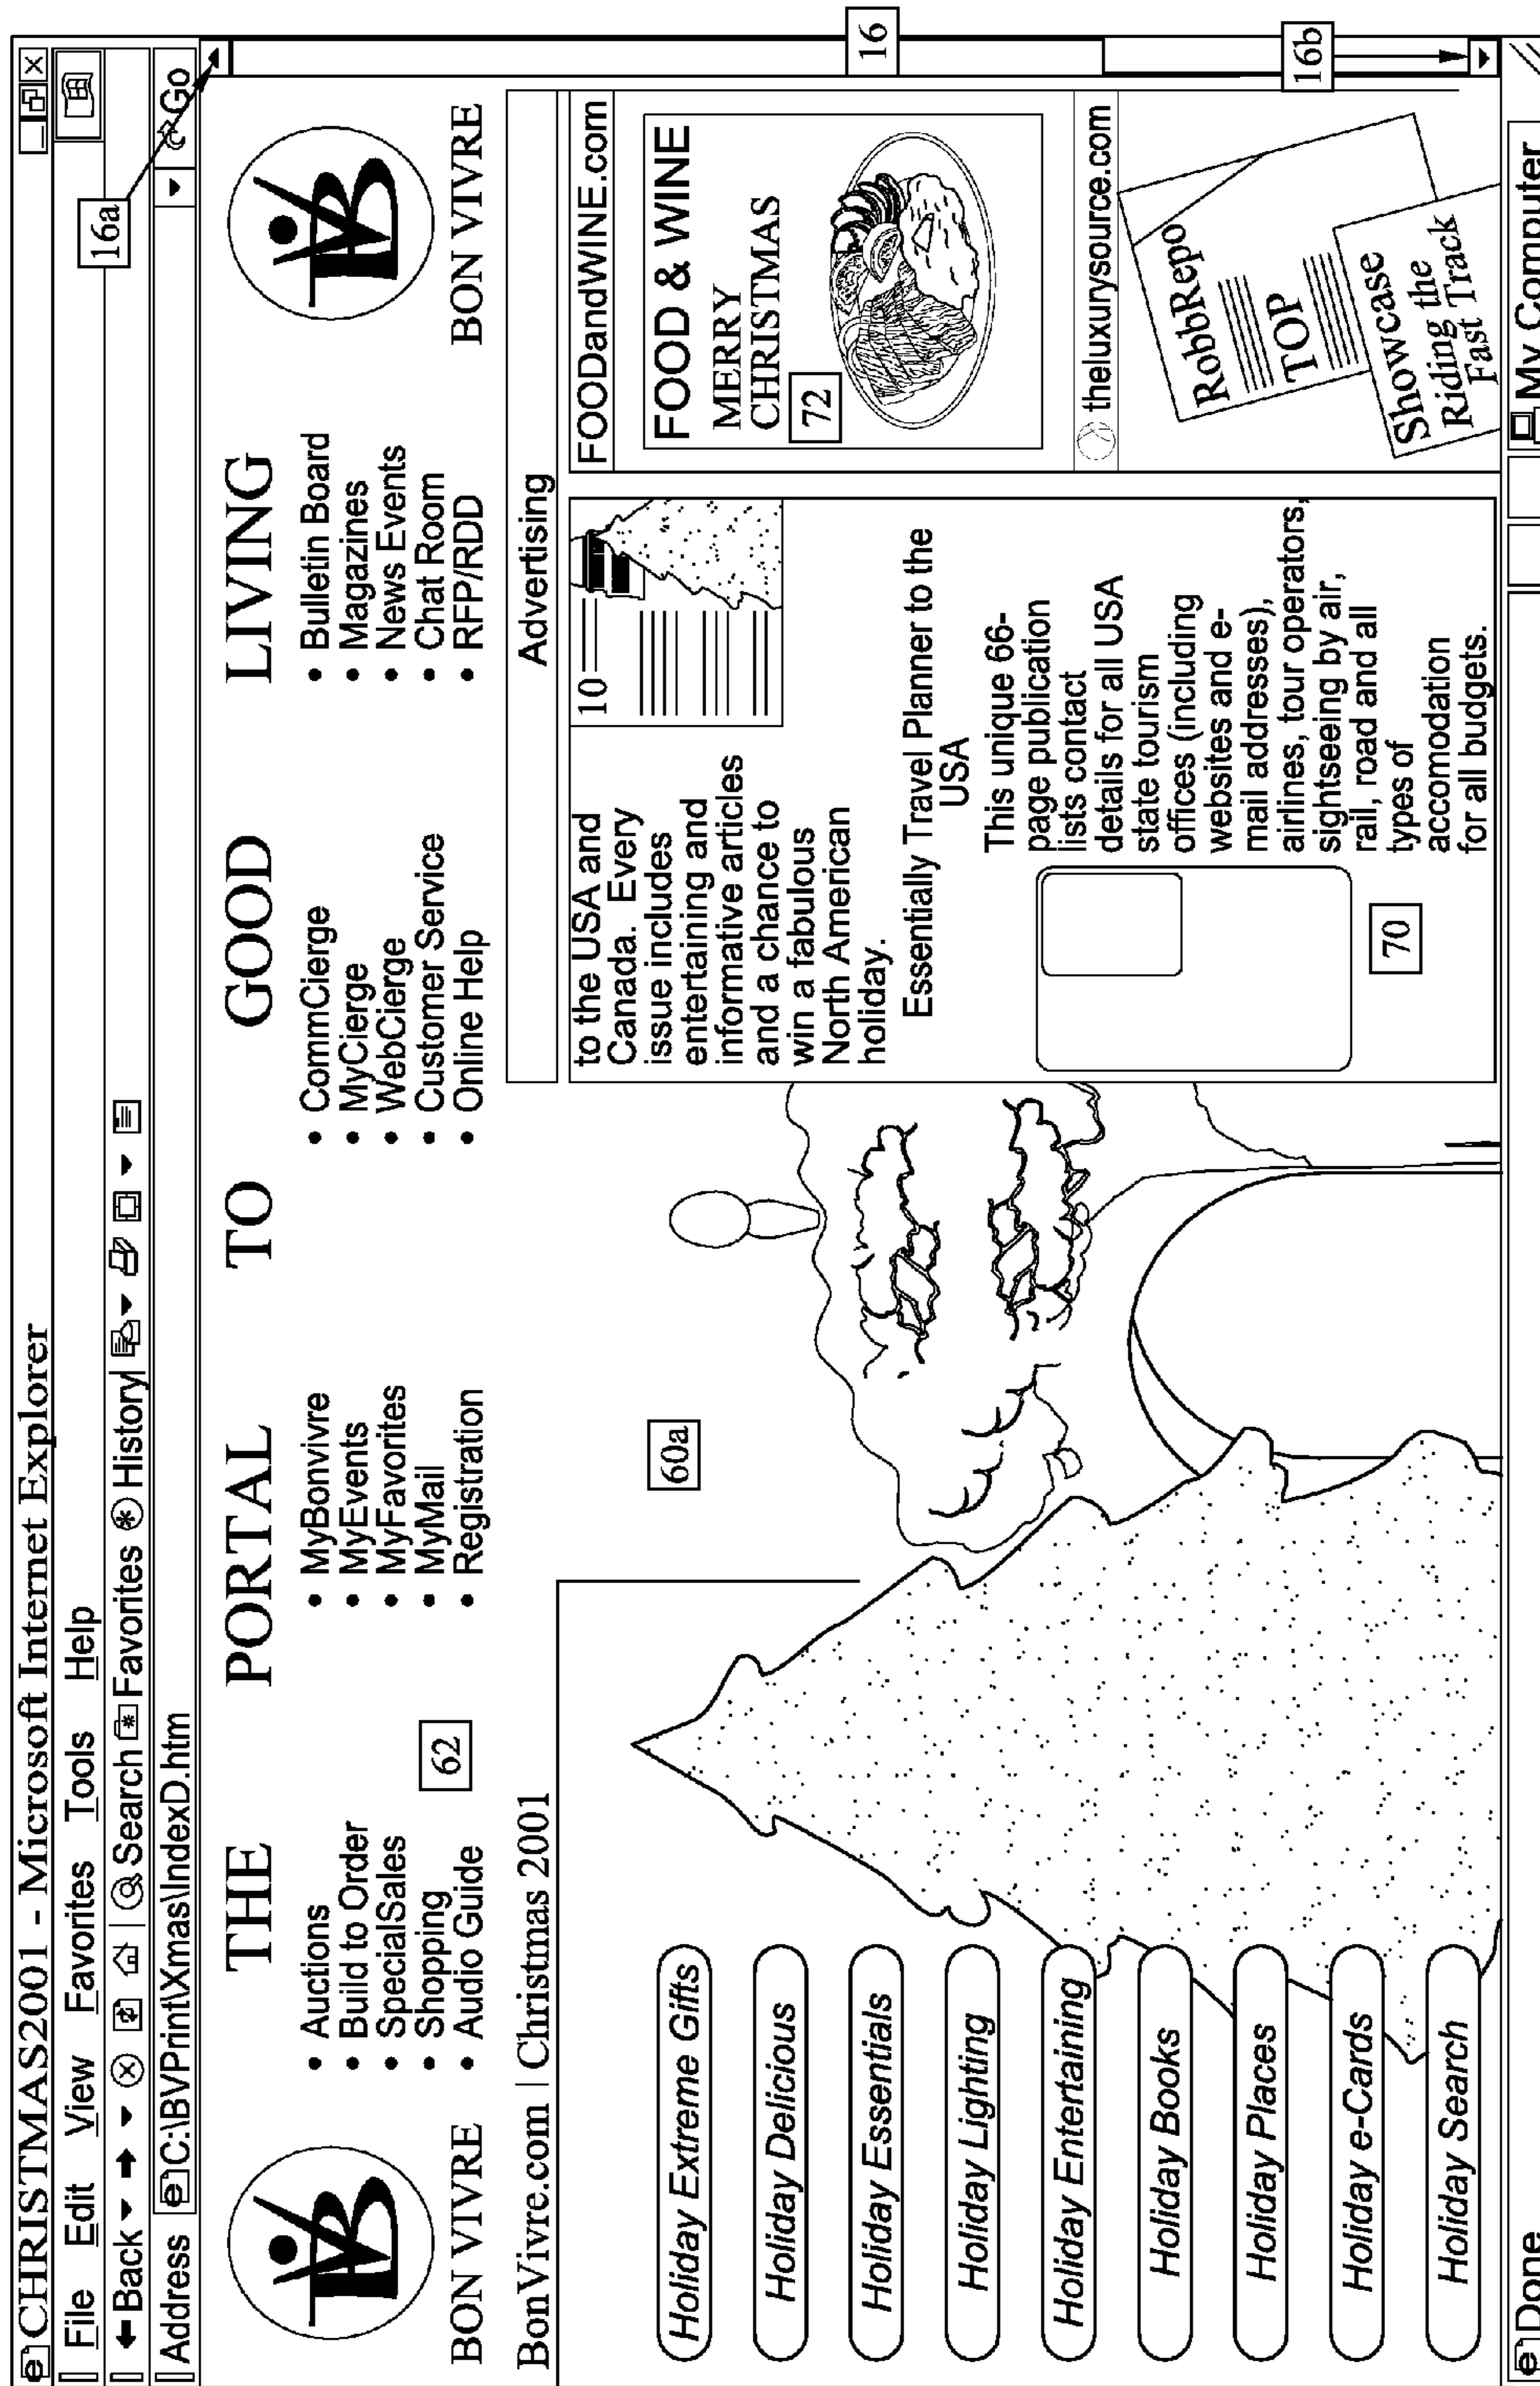 CHRISTMAS2001 - Microsoft Internet Explorer
File Edit View Favorites Tools Help
Back Search Favorites History
Address C:\BVPrint\Xmas\IndexD.htm Go
16a
THE PORTAL TO GOOD LIVING
BON VIVRE
• Auctions
• Build to Order
• SpecialSales
• Shopping
• Audio Guide
62
• MyBonvivre
• MyEvents
• MyFavorites
• MyMail
• Registration
• CommCierge
• MyCierge
• WebCierge
• Customer Service
• Online Help
• Bulletin Board
• Magazines
• News Events
• Chat Room
• RFP/RDD
BON VIVRE
BonVivre.com | Christmas 2001
Advertising
Holiday Extreme Gifts
Holiday Delicious
Holiday Essentials
Holiday Lighting
Holiday Entertaining
Holiday Books
Holiday Places
Holiday e-Cards
Holiday Search
60a
to the USA and
Canada. Every
issue includes
entertaining and
informative articles
and a chance to
win a fabulous
North American
holiday.
10
Essentially Travel Planner to the
USA
This unique 66-
page publication
lists contact
details for all USA
state tourism
offices (including
websites and e-
mail addresses),
airlines, tour operators,
sightseeing by air,
rail, road and all
types of
accomodation
for all budgets.
70
FOODandWINE.com
FOOD & WINE
MERRY
CHRISTMAS
72
theluxurysource.com
RobbRepo
TOP
Showcase
Riding the
Fast Track
16
16b
Done My Computer